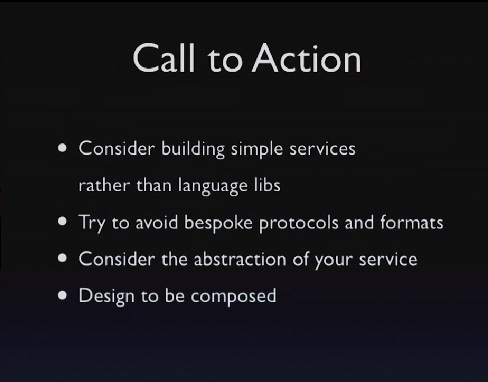 Call to Action
• Consider building simple services
rather than language libs
• Try to avoid bespoke protocols and formats
• Consider the abstraction of your service
• Design to be composed